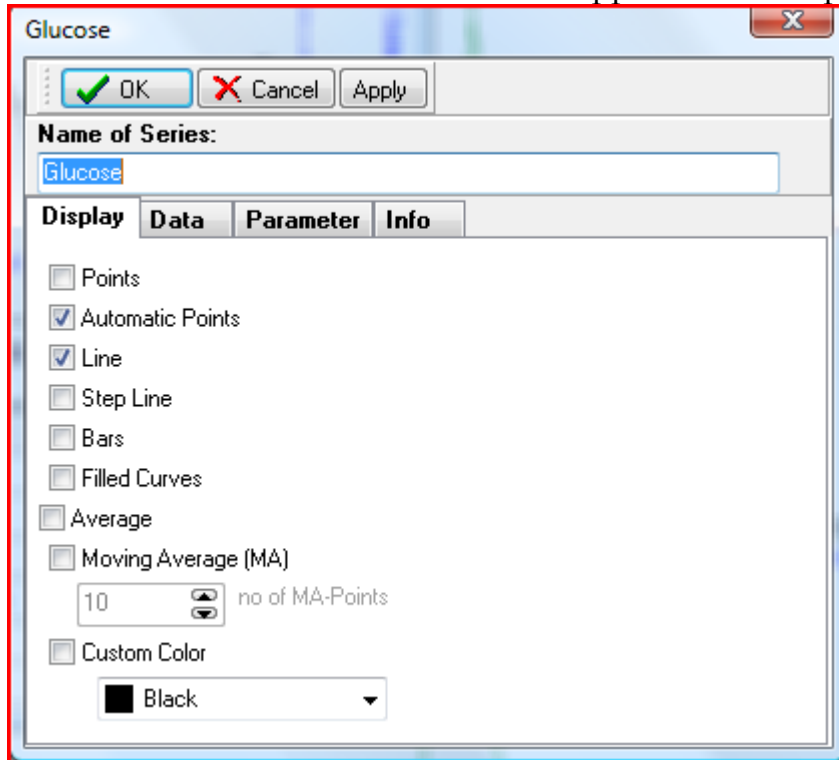 Glucose
OK Cancel Apply
Name of Series:
Glucose
Display Data Parameter Info
Points
Automatic Points
Line
Step Line
Bars
Filled Curves
Average
Moving Average (MA)
10 no of MA-Points
Custom Color
Black